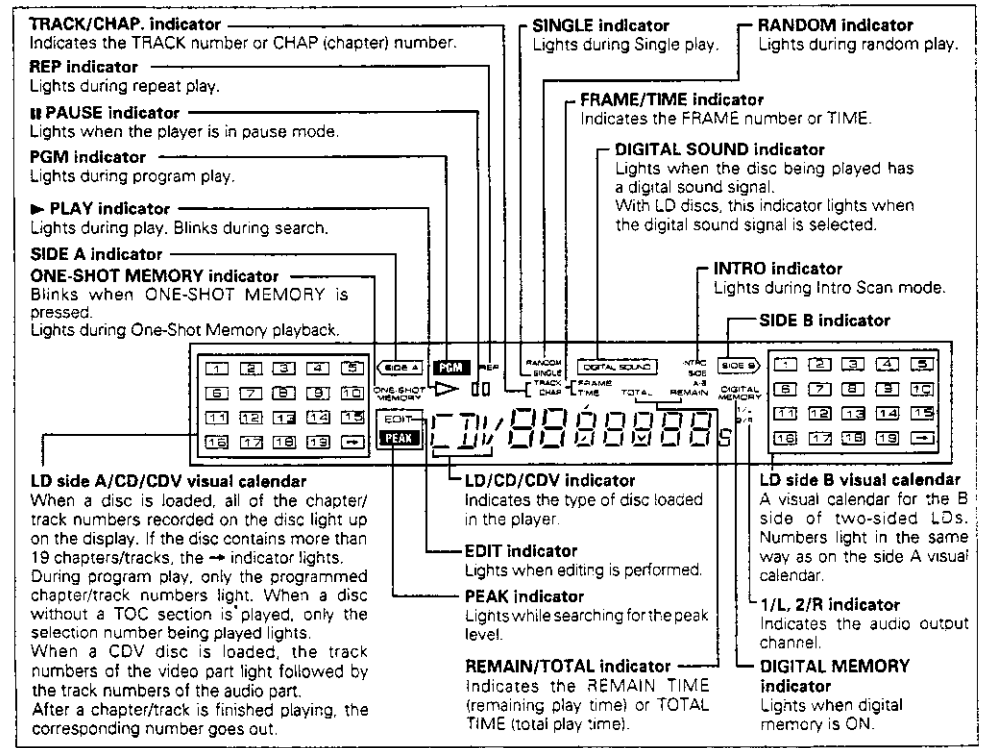 TRACK/CHAP. indicator
Indicates the TRACK number or CHAP (chapter) number.
REP indicator
Lights during repeat play.
PAUSE indicator
Lights when the player is in pause mode.
PGM indicator
Lights during program play.
► PLAY indicator
Lights during play. Blinks during search.
SIDE A indicator
ONE-SHOT MEMORY indicator
Blinks when ONE-SHOT MEMORY is
pressed.
Lights during One-Shot Memory playback.
SINGLE indicator
Lights during Single play.
RANDOM indicator
Lights during random play.
FRAME/TIME indicator
Indicates the FRAME number or TIME.
DIGITAL SOUND indicator
Lights when the disc being played has
a digital sound signal.
With LD discs, this indicator lights when
the digital sound signal is selected.
INTRO indicator
Lights during Intro Scan mode.
SIDE B indicator
1 2 3 4 5
6 7 8 9 10
11 12 13 14 15
16 17 18 19 →
SIDE A
PGM
REP
ONE-SHOT
MEMORY
EDIT
PEAK
RANDOM
SINGLE
TRACK
CHAP
DIGITAL SOUND
FRAME
TIME
TOTAL
INTRO
SIDE
A-B
REMAIN
SIDE B
DIGITAL
MEMORY
1/L
2/R
CDV 88 88888 s
1 2 3 4 5
6 7 8 9 10
11 12 13 14 15
16 17 18 19 →
LD side A/CD/CDV visual calendar
When a disc is loaded, all of the chapter/
track numbers recorded on the disc light up
on the display. If the disc contains more than
19 chapters/tracks, the → indicator lights.
During program play, only the programmed
chapter/track numbers light. When a disc
without a TOC section is played, only the
selection number being played lights.
When a CDV disc is loaded, the track
numbers of the video part light followed by
the track numbers of the audio part.
After a chapter/track is finished playing, the
corresponding number goes out.
LD/CD/CDV indicator
Indicates the type of disc loaded
in the player.
EDIT indicator
Lights when editing is performed.
PEAK indicator
Lights while searching for the peak
level.
REMAIN/TOTAL indicator
Indicates the REMAIN TIME
(remaining play time) or TOTAL
TIME (total play time).
LD side B visual calendar
A visual calendar for the B
side of two-sided LDs.
Numbers light in the same
way as on the side A visual
calendar.
1/L, 2/R indicator
Indicates the audio output
channel.
DIGITAL MEMORY
indicator
Lights when digital
memory is ON.